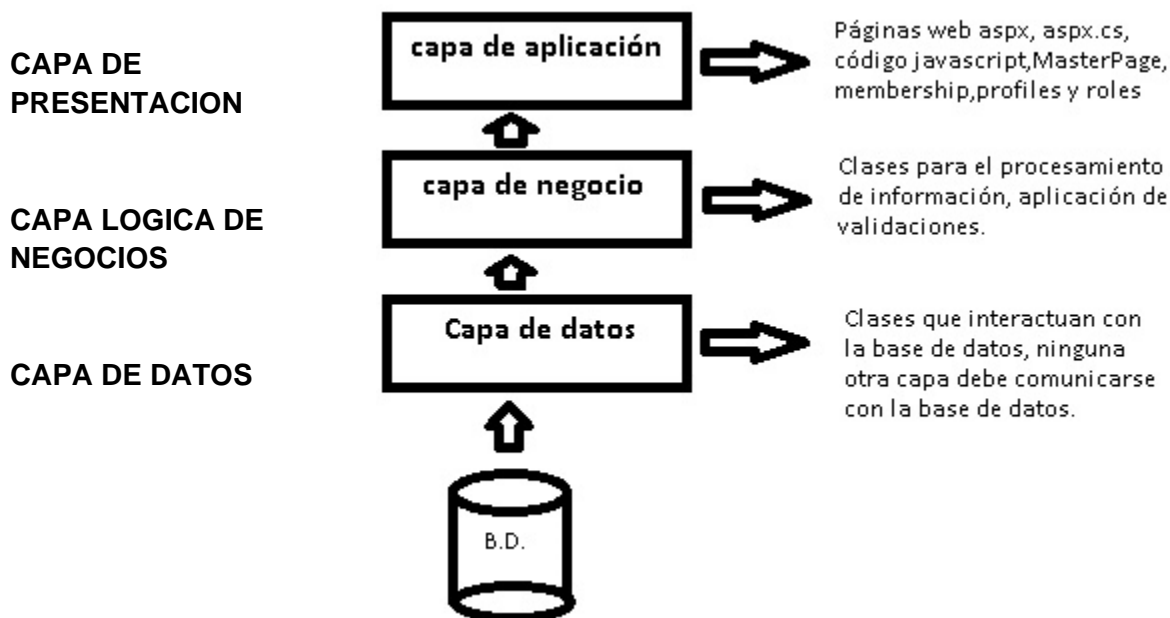 CAPA DE
PRESENTACION
capa de aplicación
Páginas web aspx, aspx.cs,
código javascript,MasterPage,
membership,profiles y roles
CAPA LOGICA DE
NEGOCIOS
capa de negocio
Clases para el procesamiento
de información, aplicación de
validaciones.
CAPA DE DATOS
Capa de datos
Clases que interactuan con
la base de datos, ninguna
otra capa debe comunicarse
con la base de datos.
B.D.